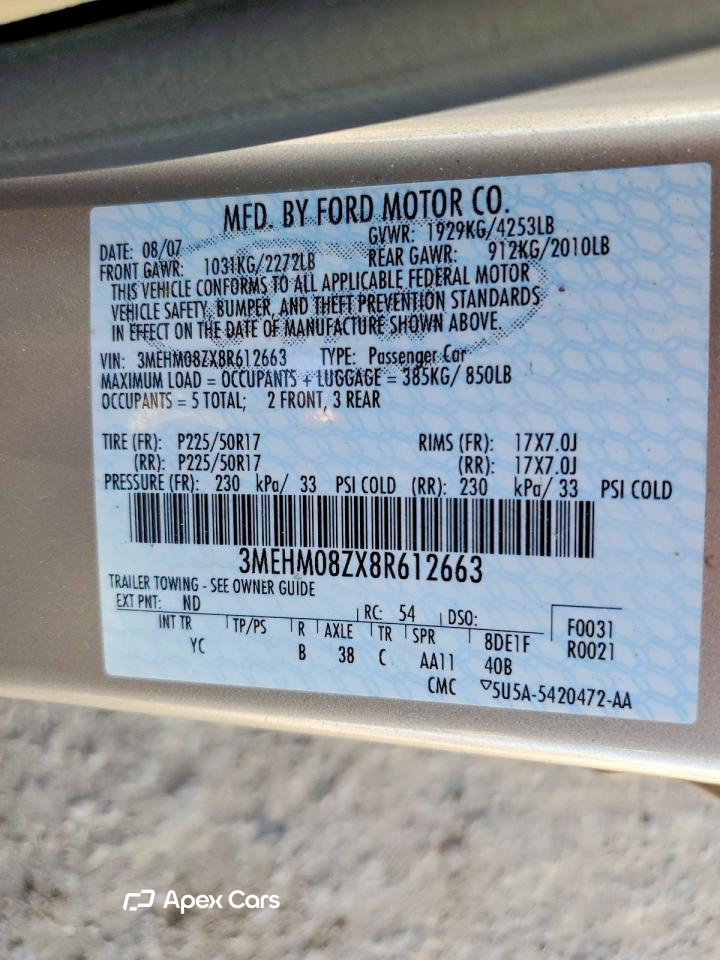 MFD. BY FORD MOTOR CO.
DATE: 08/07 GVWR: 1929KG/4253LB
FRONT GAWR: 1031KG/2272LB REAR GAWR: 912KG/2010LB
THIS VEHICLE CONFORMS TO ALL APPLICABLE FEDERAL MOTOR
VEHICLE SAFETY, BUMPER, AND THEFT PREVENTION STANDARDS
IN EFFECT ON THE DATE OF MANUFACTURE SHOWN ABOVE.
VIN: 3MEHM08ZX8R612663 TYPE: Passenger Car
MAXIMUM LOAD = OCCUPANTS + LUGGAGE = 385KG/ 850LB
OCCUPANTS = 5 TOTAL; 2 FRONT, 3 REAR
TIRE (FR): P225/50R17 RIMS (FR): 17X7.0J
(RR): P225/50R17 (RR): 17X7.0J
PRESSURE (FR): 230 kPa/ 33 PSI COLD (RR): 230 kPa/ 33 PSI COLD
3MEHM08ZX8R612663
TRAILER TOWING - SEE OWNER GUIDE
EXT PNT: ND RC: 54 DSO: F0031
INT TR TP/PS R AXLE TR SPR 8DE1F R0021
YC B 38 C AA11 40B
CMC ▽5U5A-5420472-AA
Apex Cars